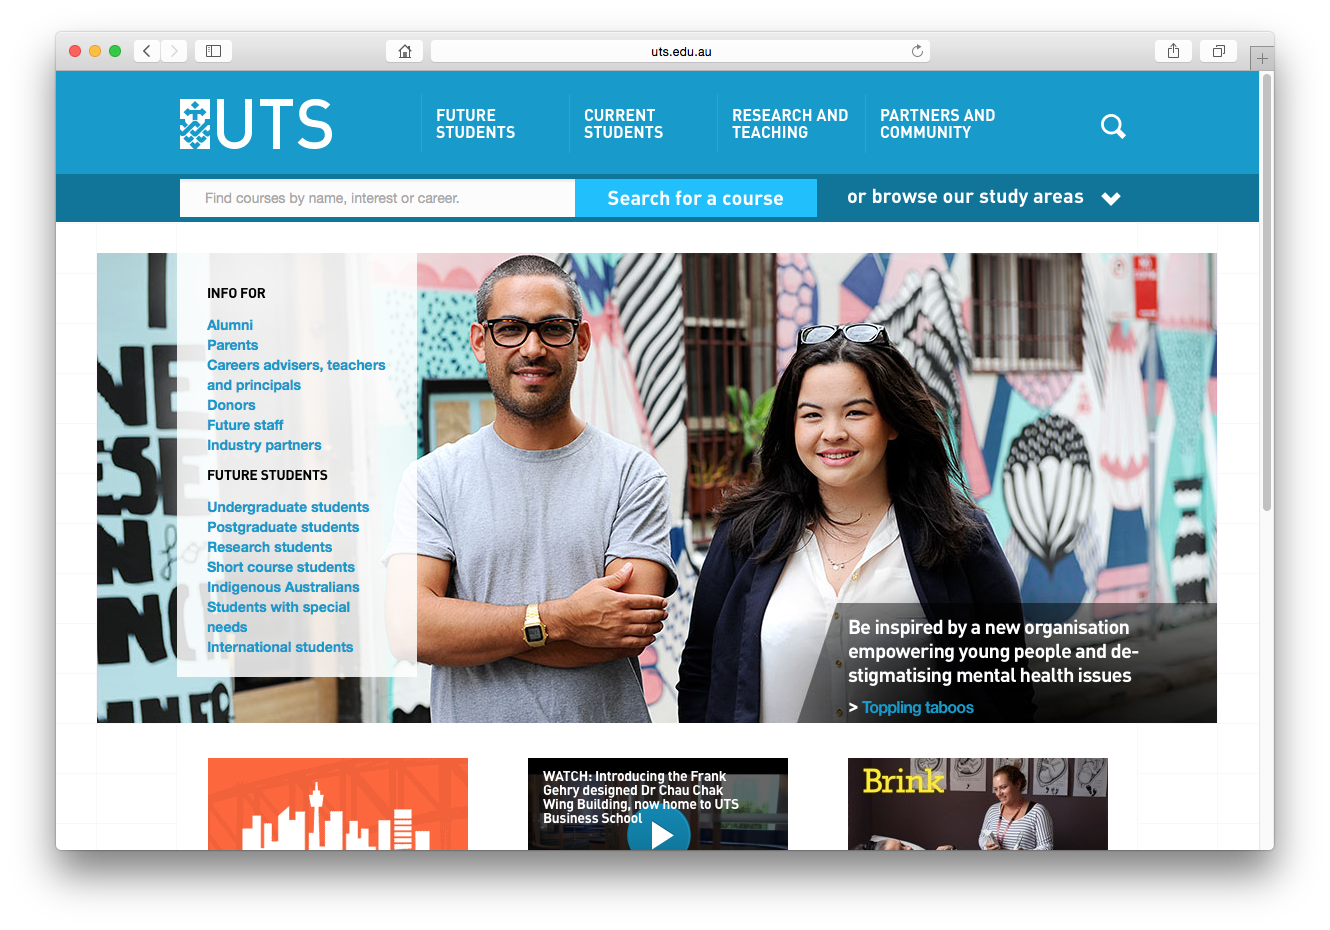 uts.edu.au
UTS
FUTURE
STUDENTS
CURRENT
STUDENTS
RESEARCH AND
TEACHING
PARTNERS AND
COMMUNITY
Find courses by name, interest or career.
Search for a course
or browse our study areas
INFO FOR
Alumni
Parents
Careers advisers, teachers
and principals
Donors
Future staff
Industry partners
FUTURE STUDENTS
Undergraduate students
Postgraduate students
Research students
Short course students
Indigenous Australians
Students with special
needs
International students
Be inspired by a new organisation
empowering young people and de-
stigmatising mental health issues
> Toppling taboos
WATCH: Introducing the Frank
Gehry designed Dr Chau Chak
Wing Building, now home to UTS
Business School
Brink